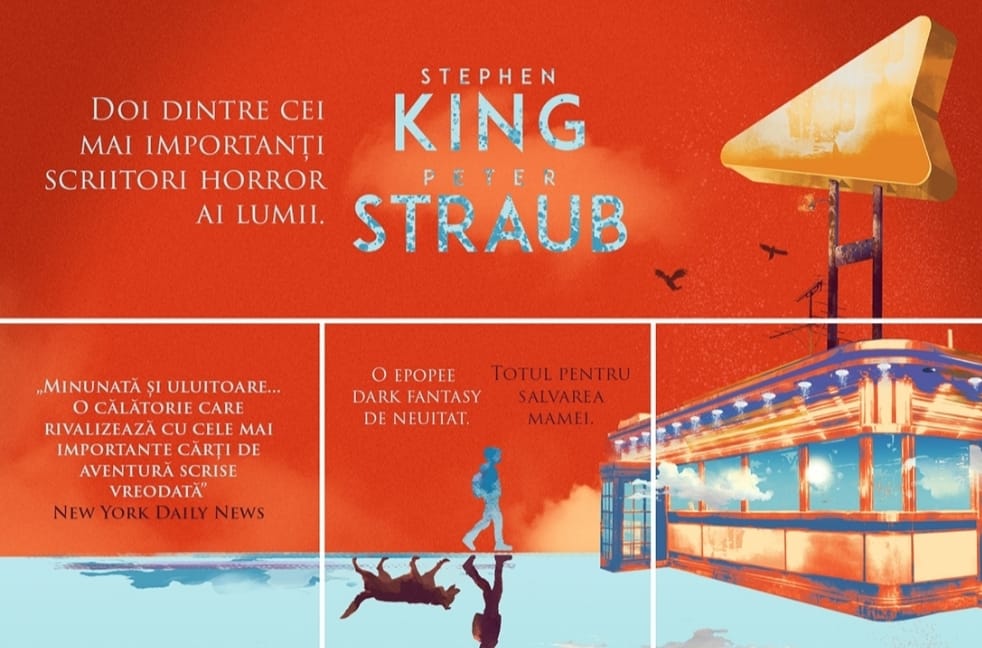 DOI DINTRE CEI
MAI IMPORTANȚI
SCRIITORI HORROR
AI LUMII.
STEPHEN
KING
PETER
STRAUB
„MINUNATĂ ȘI ULUITOARE...
O CĂLĂTORIE CARE
RIVALIZEAZĂ CU CELE MAI
IMPORTANTE CĂRȚI DE
AVENTURĂ SCRISE
VREODATĂ”
NEW YORK DAILY NEWS
O EPOPEE
DARK FANTASY
DE NEUITAT.
TOTUL PENTRU
SALVAREA
MAMEI.